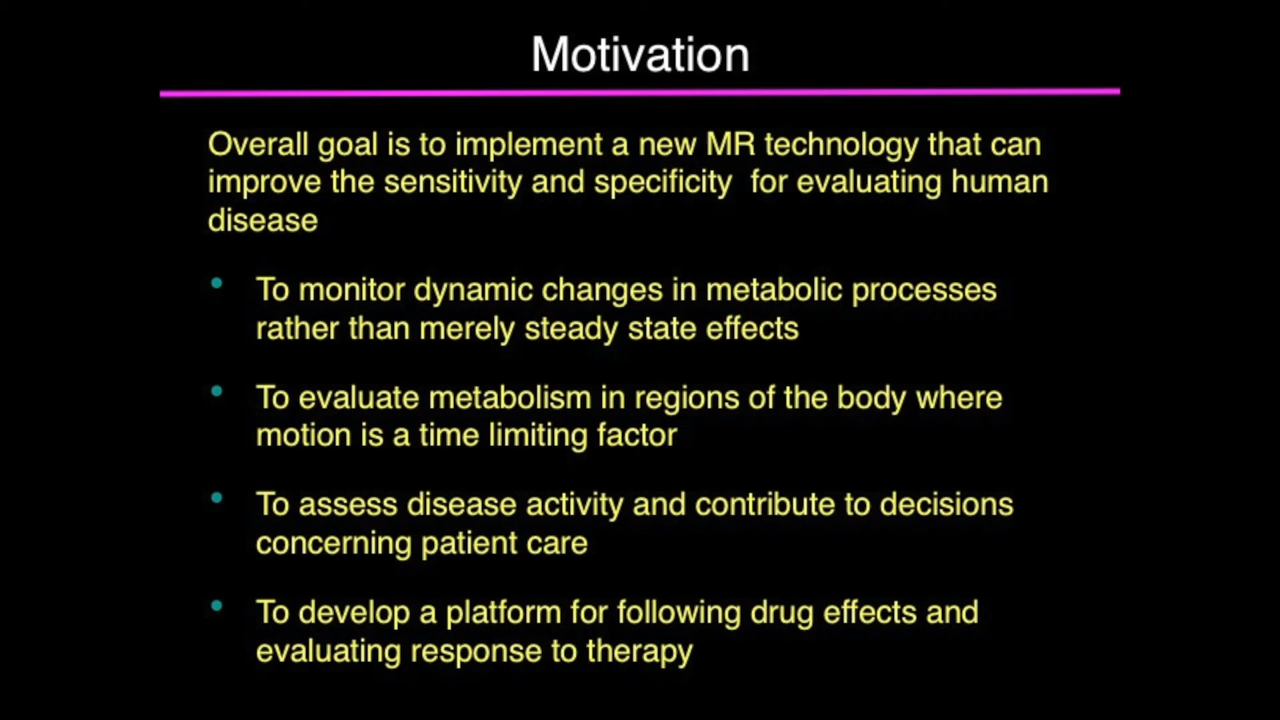 Motivation
Overall goal is to implement a new MR technology that can
improve the sensitivity and specificity for evaluating human
disease
• To monitor dynamic changes in metabolic processes
rather than merely steady state effects
• To evaluate metabolism in regions of the body where
motion is a time limiting factor
• To assess disease activity and contribute to decisions
concerning patient care
• To develop a platform for following drug effects and
evaluating response to therapy